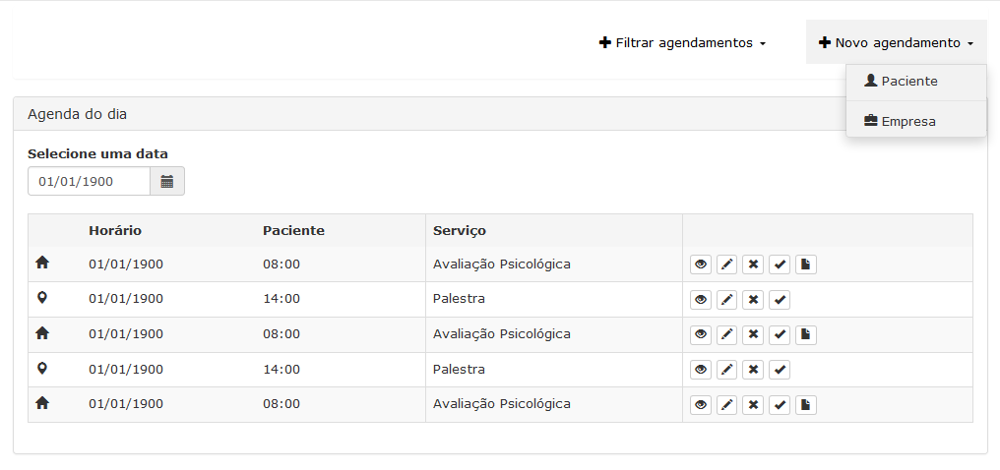 Filtrar agendamentos
Novo agendamento
Paciente
Empresa
Agenda do dia
Selecione uma data
01/01/1900
Horário Paciente Serviço
01/01/1900 08:00 Avaliação Psicológica
01/01/1900 14:00 Palestra
01/01/1900 08:00 Avaliação Psicológica
01/01/1900 14:00 Palestra
01/01/1900 08:00 Avaliação Psicológica